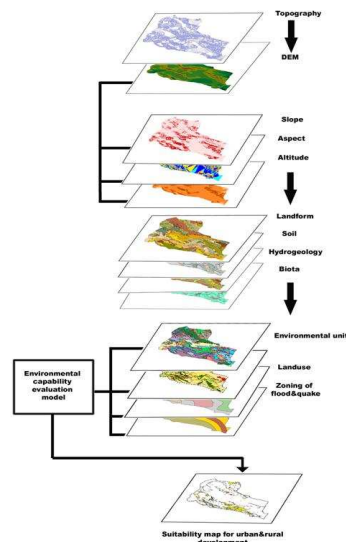 Topography
DEM
Slope
Aspect
Altitude
Landform
Soil
Hydrogeology
Biota
Environmental unit
Landuse
Zoning of
flood&quake
Environmental
capability
evaluation
model
Suitability map for urban&rural
development